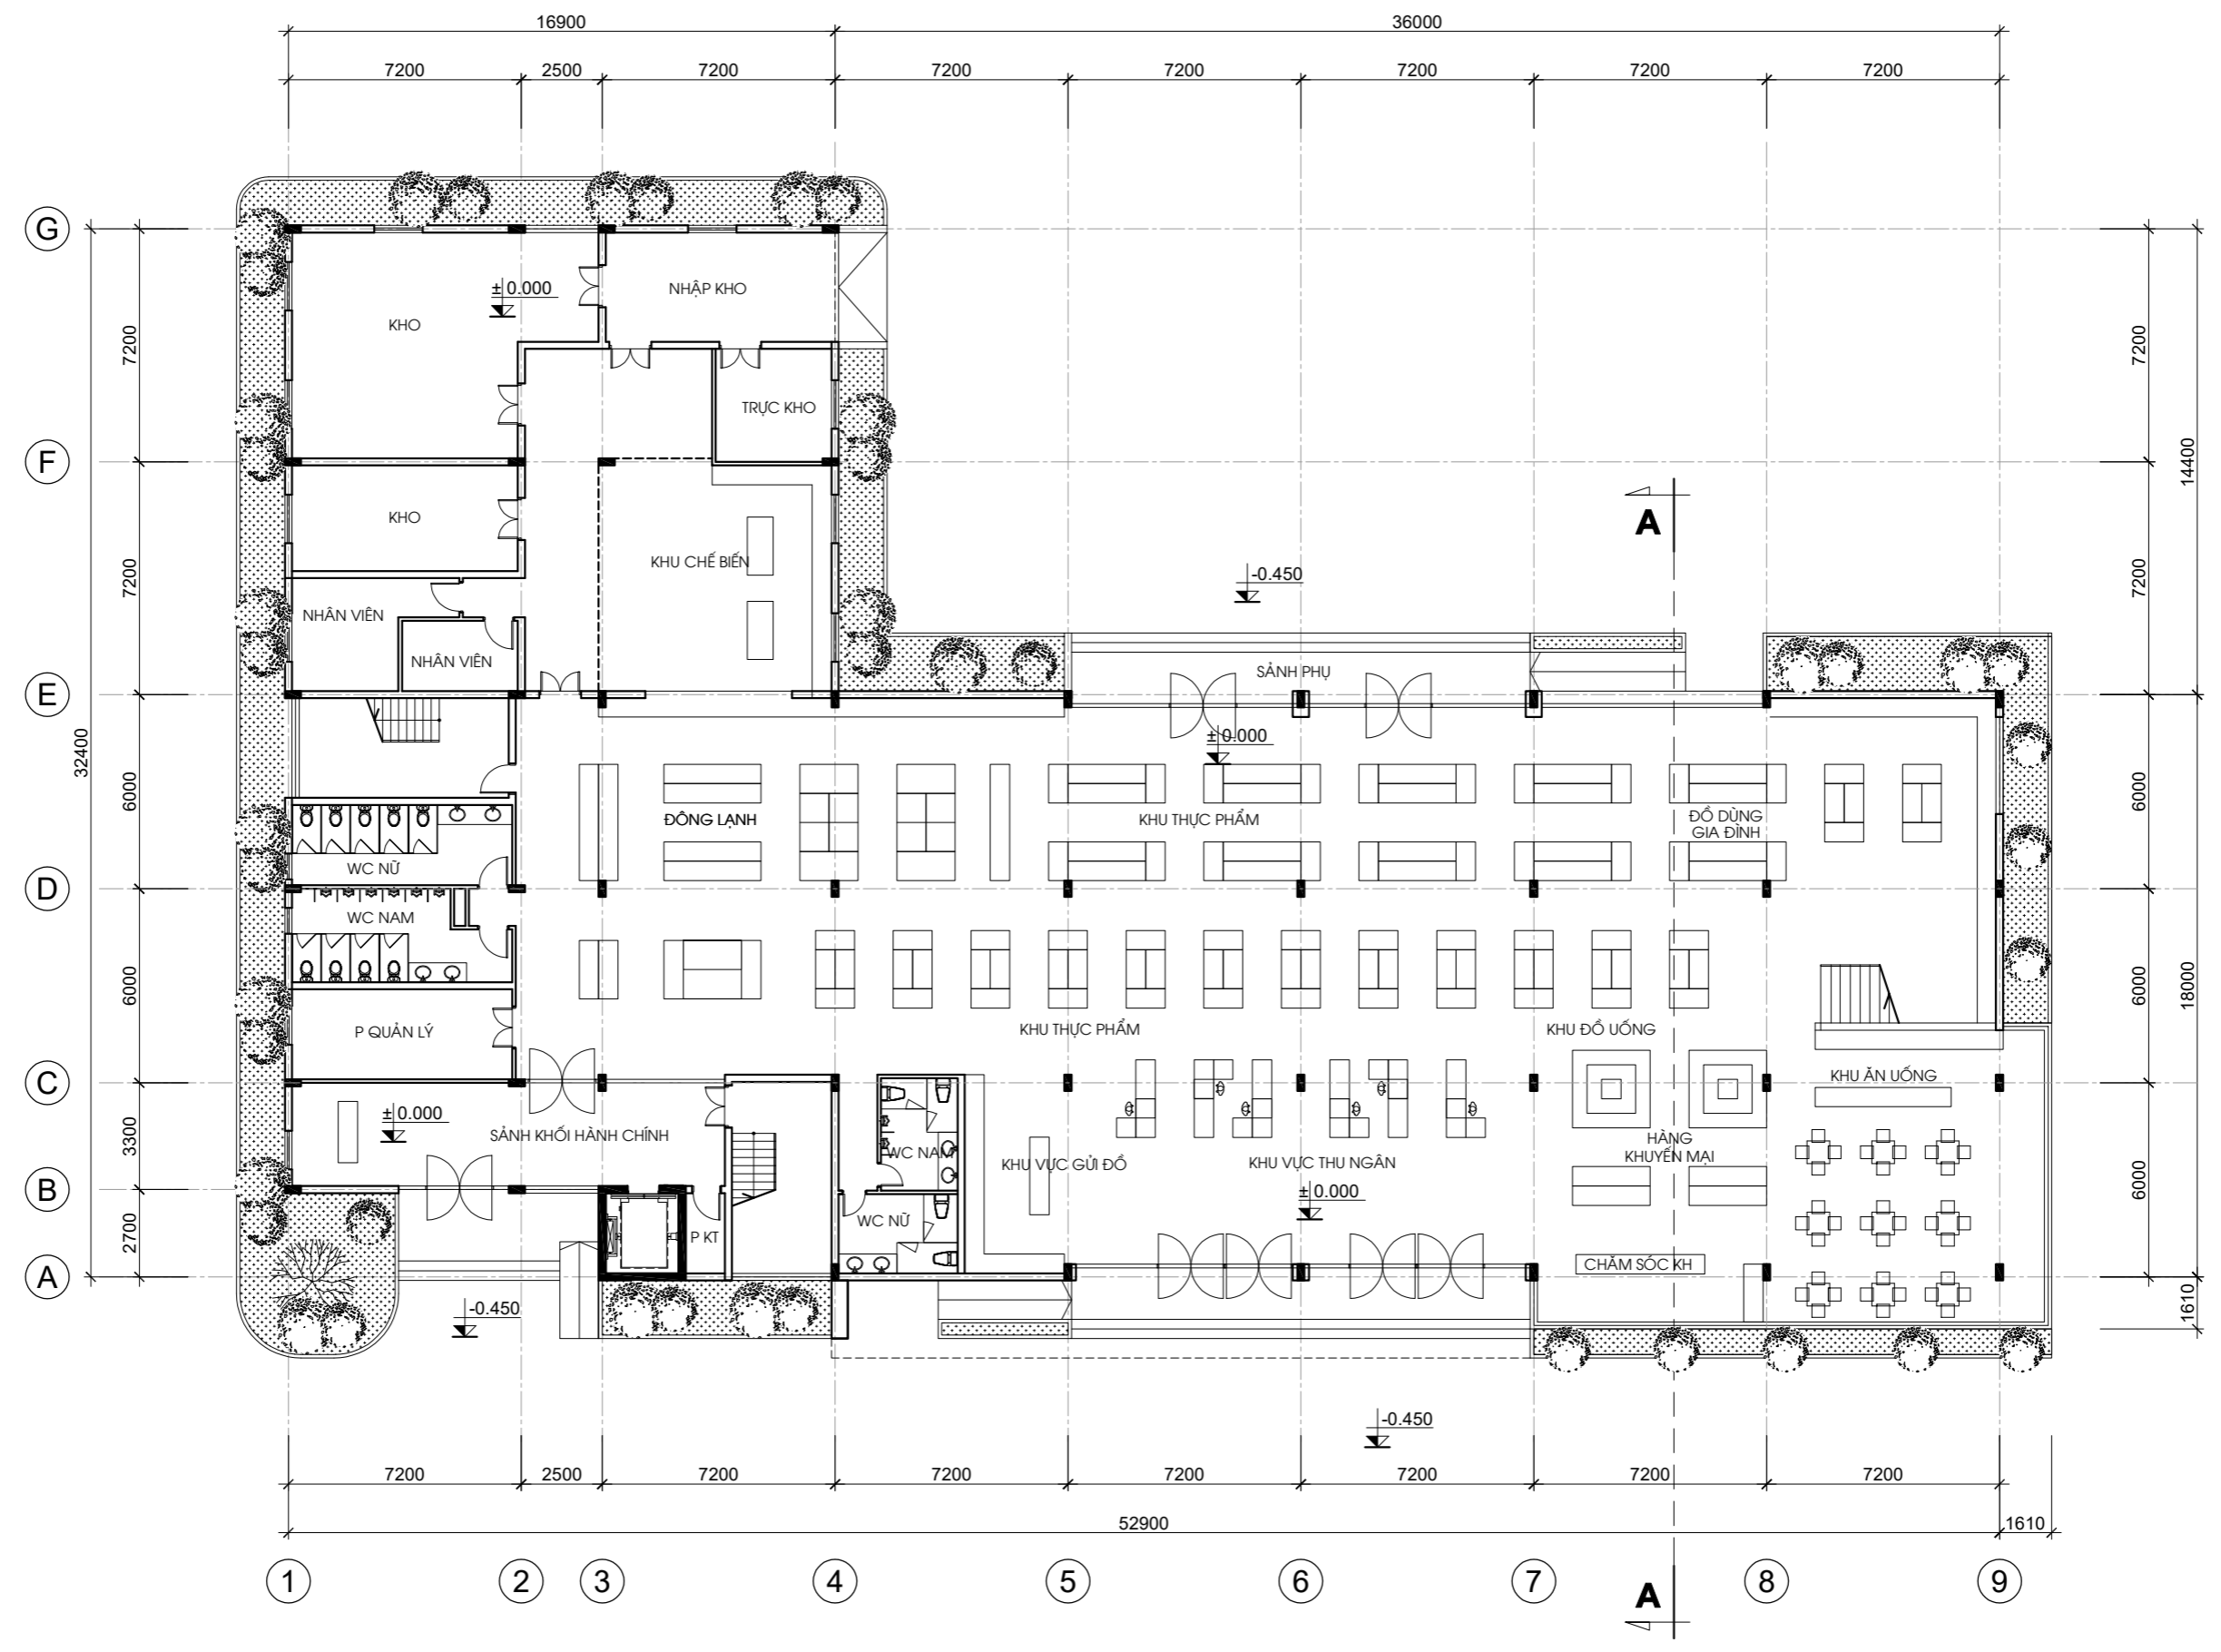 16900 36000
7200 2500 7200 7200 7200 7200 7200 7200
G
± 0.000 NHẬP KHO
KHO
7200 7200
TRỰC KHO
F
14400
A
KHO
KHU CHẾ BIẾN
-0.450
7200 7200
NHÂN VIÊN
NHÂN VIÊN
SẢNH PHỤ
E
± 0.000
32400
6000 6000
ĐÔNG LẠNH KHU THỰC PHẨM ĐỒ DÙNG
GIA ĐÌNH
WC NỮ
D
WC NAM
6000 6000 18000
P QUẢN LÝ KHU THỰC PHẨM KHU ĐỒ UỐNG
C
KHU ĂN UỐNG
± 0.000
3300 SẢNH KHỐI HÀNH CHÍNH HÀNG
KHUYẾN MẠI
WC NAM KHU VỰC GỬI ĐỒ KHU VỰC THU NGÂN
6000
B
± 0.000
2700 P KT WC NỮ
CHĂM SÓC KH
A
1610
-0.450
-0.450
7200 2500 7200 7200 7200 7200 7200 7200
52900 1610
1 2 3 4 5 6 7 8 9
A